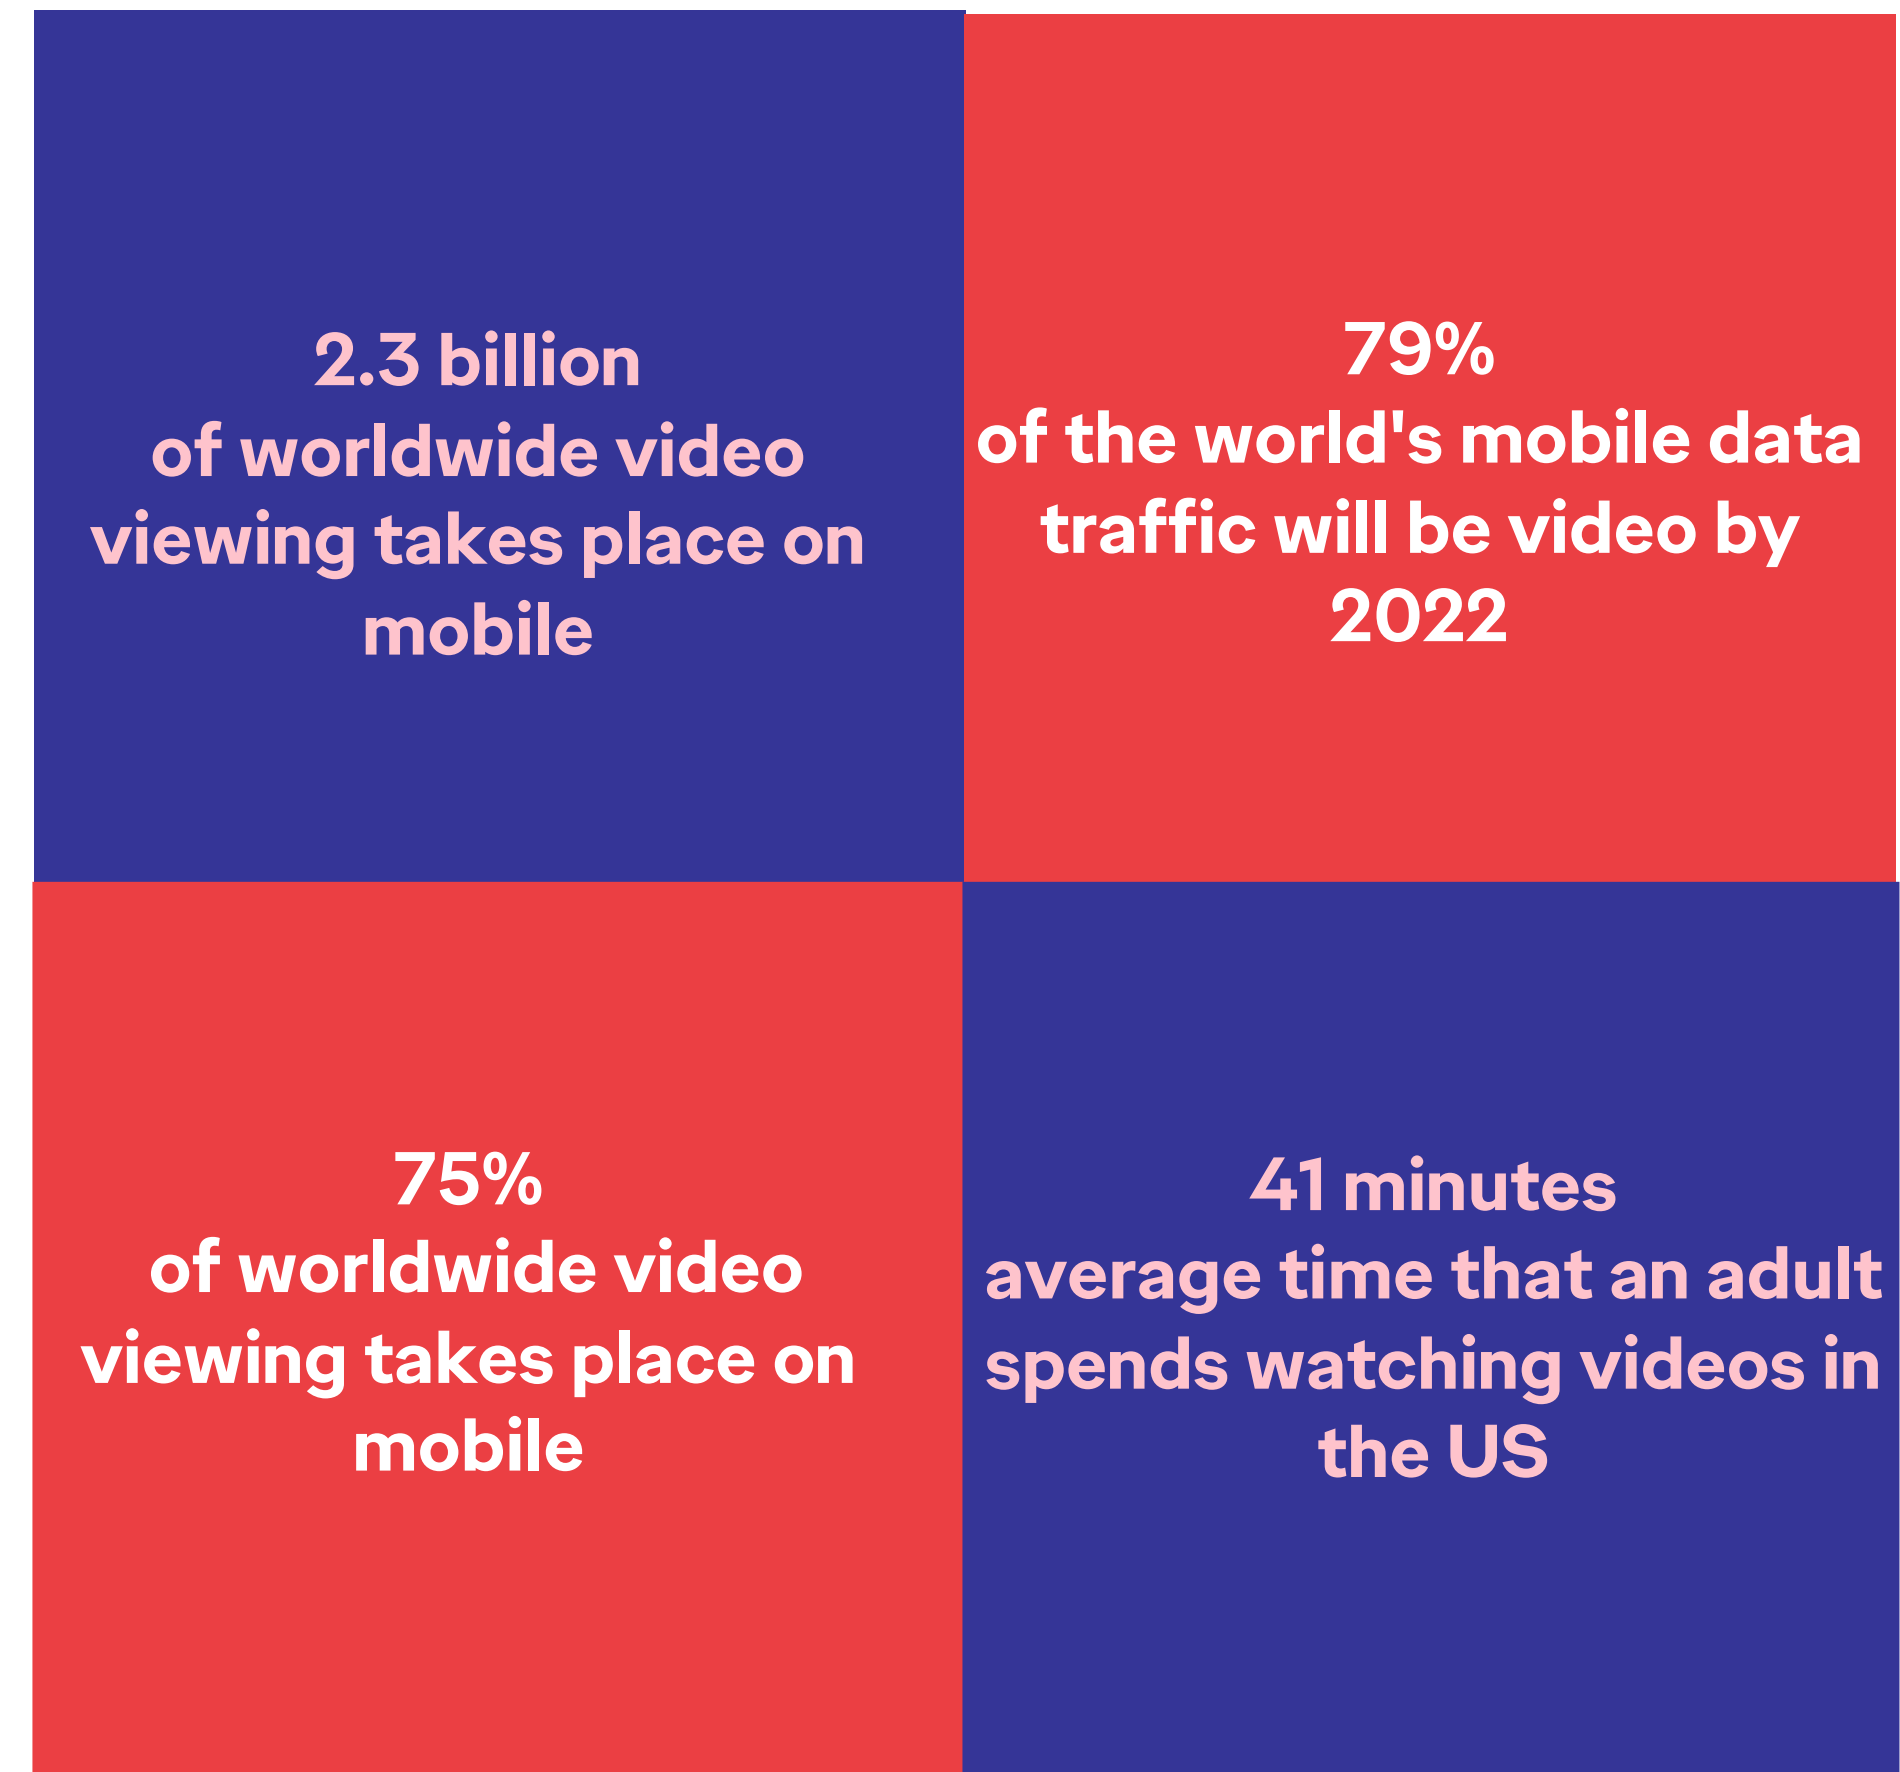 2.3 billion
of worldwide video
viewing takes place on
mobile
79%
of the world's mobile data
traffic will be video by
2022
75%
of worldwide video
viewing takes place on
mobile
41 minutes
average time that an adult
spends watching videos in
the US